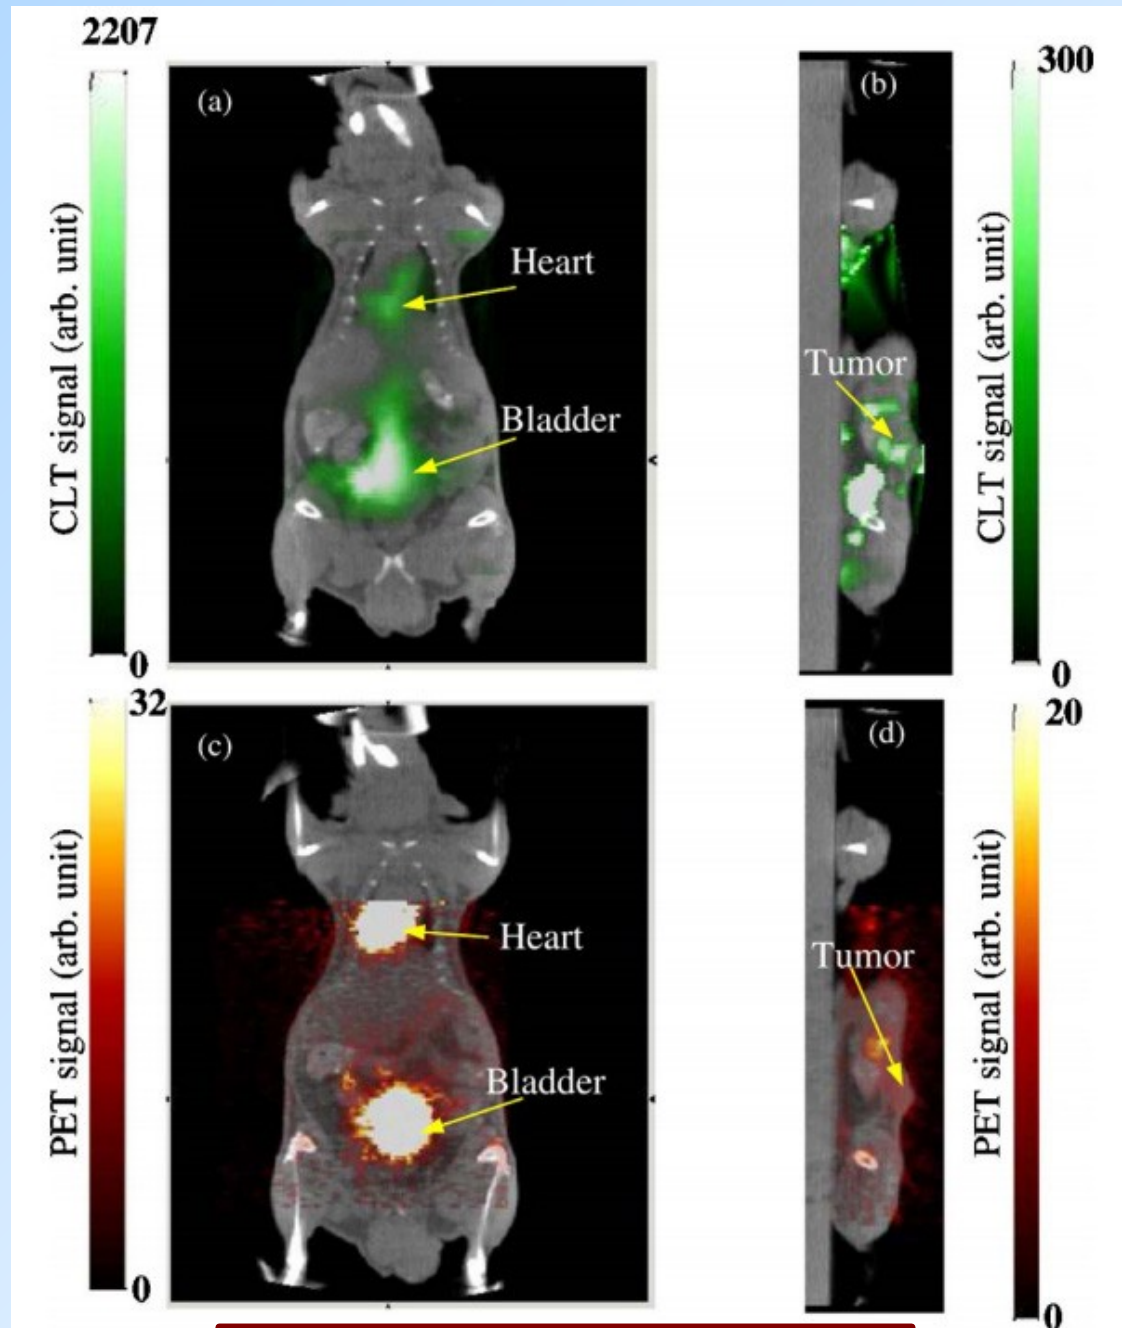 2207
(a)
Heart
Bladder
CLT signal (arb. unit)
0
300
(b)
Tumor
CLT signal (arb. unit)
0
32
(c)
Heart
Bladder
PET signal (arb. unit)
0
20
(d)
Tumor
PET signal (arb. unit)
0